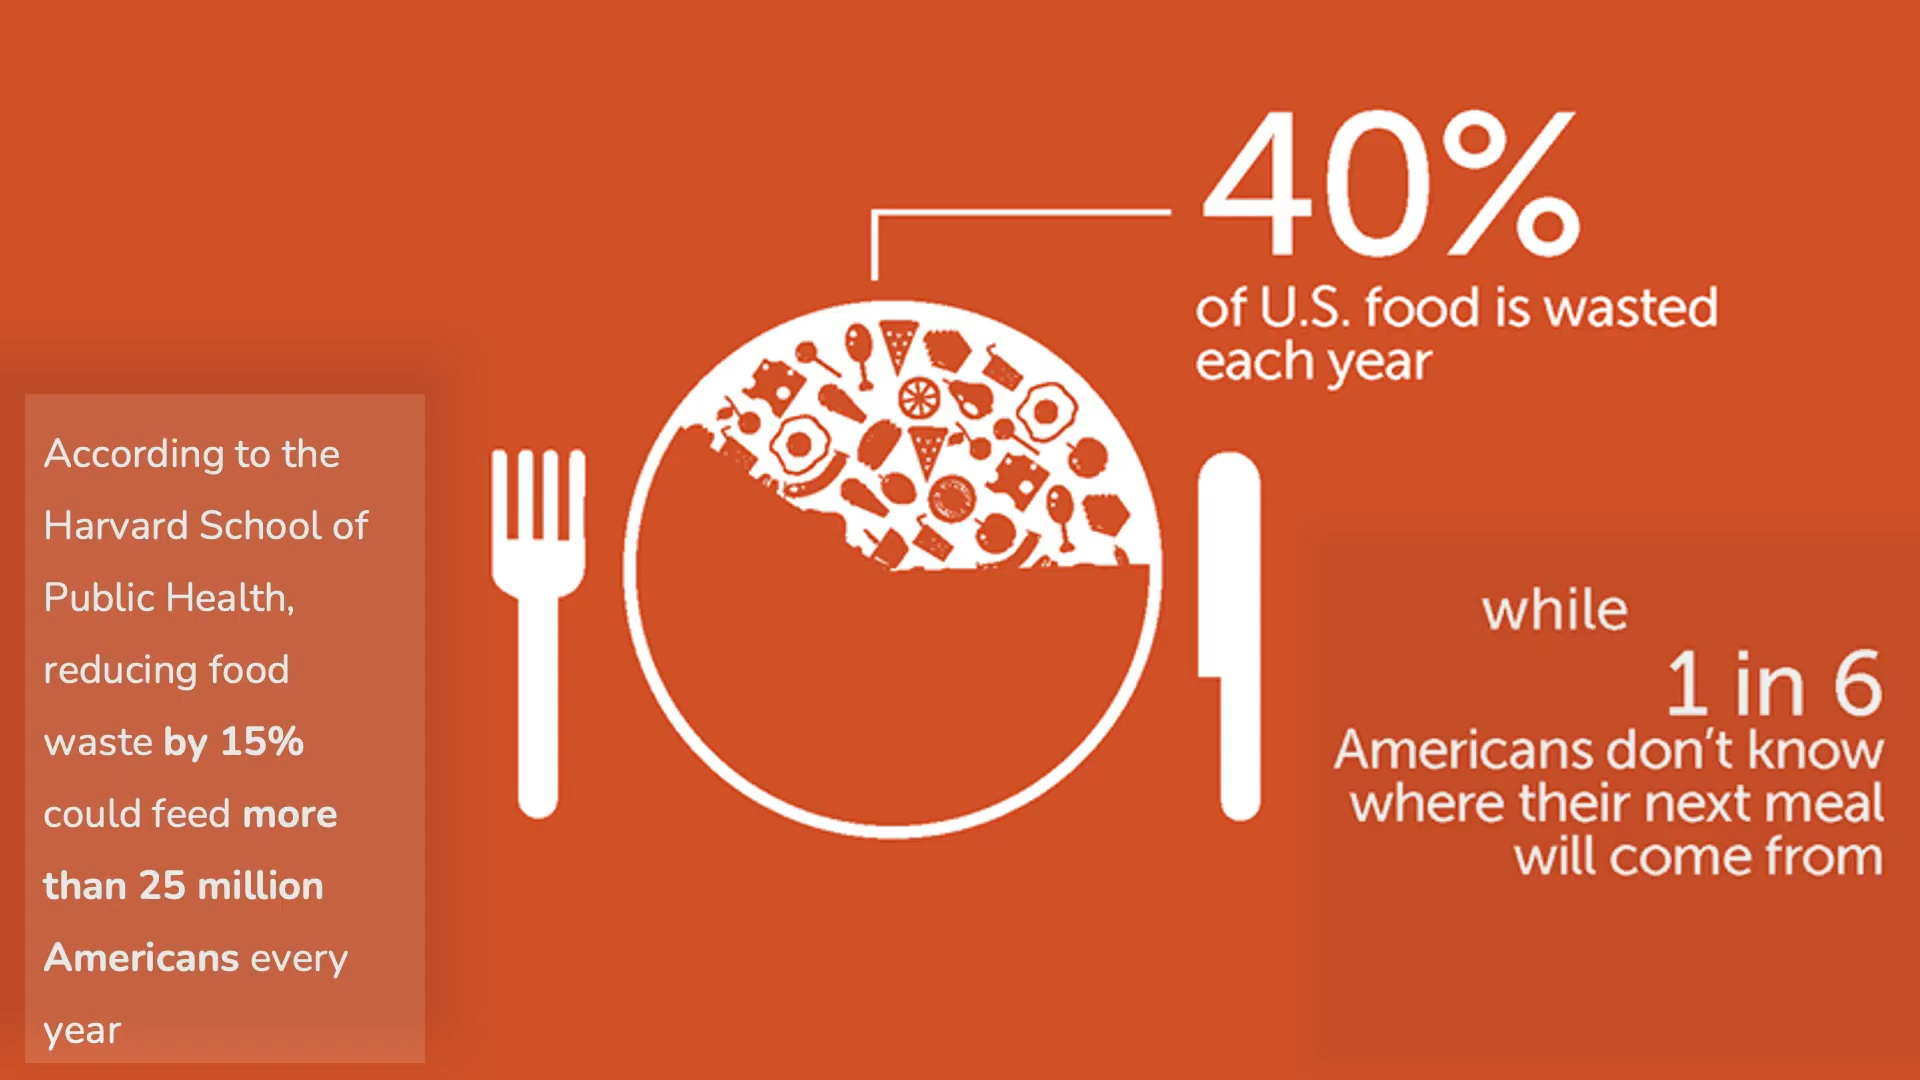 40%
of U.S. food is wasted
each year
According to the
Harvard School of
Public Health,
reducing food
waste by 15%
could feed more
than 25 million
Americans every
year
while
1 in 6
Americans don't know
where their next meal
will come from